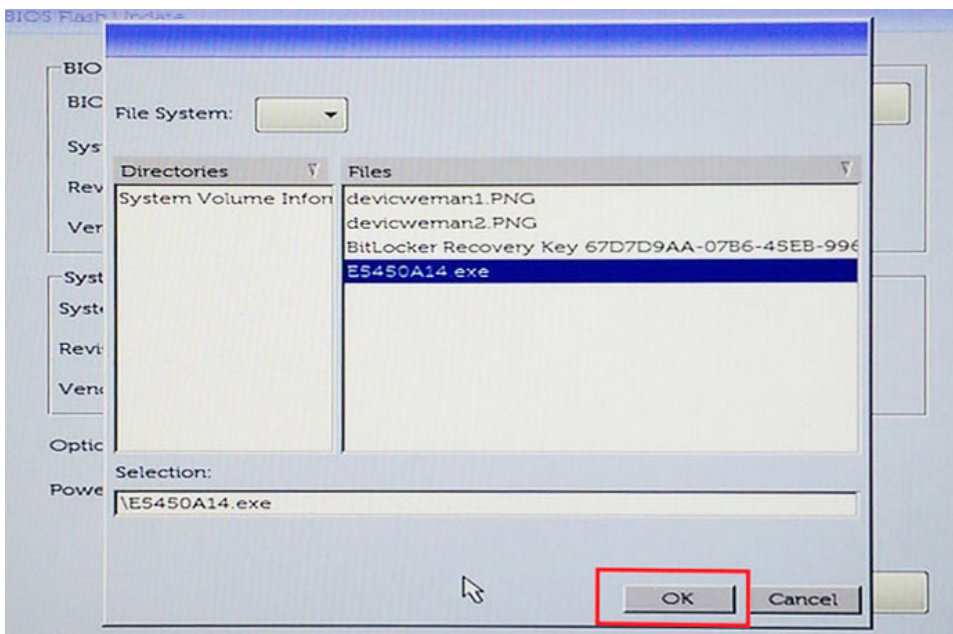 BIOS Flash Update
BIO
BIC
File System:
Sys
Directories
Files
Rev
System Volume Infor
devicweman1.PNG
Ver
devicweman2.PNG
BitLocker Recovery Key 67D7D9AA-07B6-45EB-996
E5450A14.exe
Syst
Syst
Revi
Vend
Optic
Selection:
Powe
\E5450A14.exe
OK
Cancel